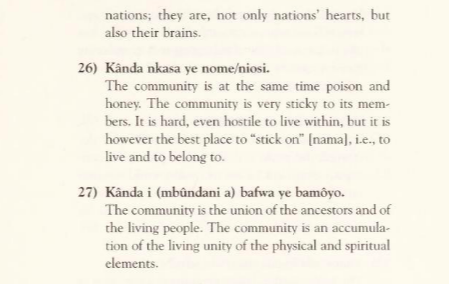 nations; they are, not only nations' hearts, but
also their brains.
26) Kânda nkasa ye nome/niosi.
The community is at the same time poison and
honey. The community is very sticky to its mem-
bers. It is hard, even hostile to live within, but it is
however the best place to “stick on” [nama], i.e., to
live and to belong to.
27) Kânda i (mbûndani a) bafwa ye bamôyo.
The community is the union of the ancestors and of
the living people. The community is an accumula-
tion of the living unity of the physical and spiritual
elements.